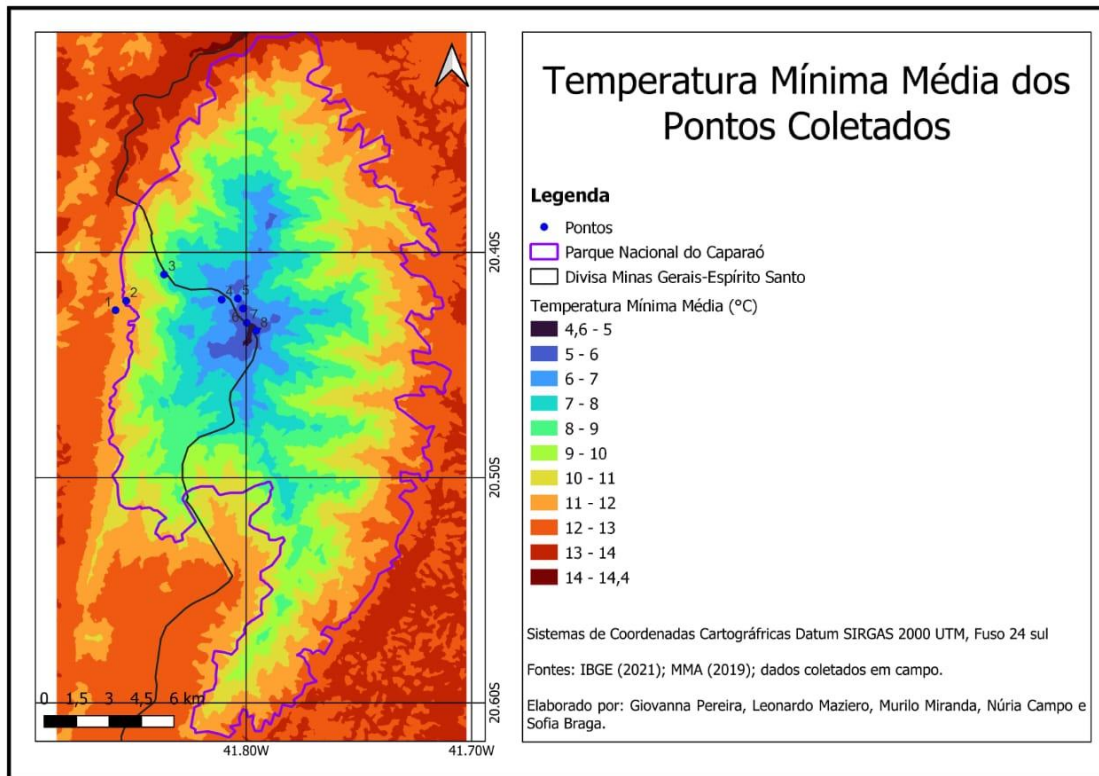 1
2
3
4
5
6
7
8
20.40S
20.50S
20.60S
0 1,5 3 4,5 6 km
41.80W
41.70W
Temperatura Mínima Média dos
Pontos Coletados
Legenda
Pontos
Parque Nacional do Caparaó
Divisa Minas Gerais-Espírito Santo
Temperatura Mínima Média (°C)
4,6 - 5
5 - 6
6 - 7
7 - 8
8 - 9
9 - 10
10 - 11
11 - 12
12 - 13
13 - 14
14 - 14,4
Sistemas de Coordenadas Cartográfricas Datum SIRGAS 2000 UTM, Fuso 24 sul
Fontes: IBGE (2021); MMA (2019); dados coletados em campo.
Elaborado por: Giovanna Pereira, Leonardo Maziero, Murilo Miranda, Núria Campo e
Sofia Braga.